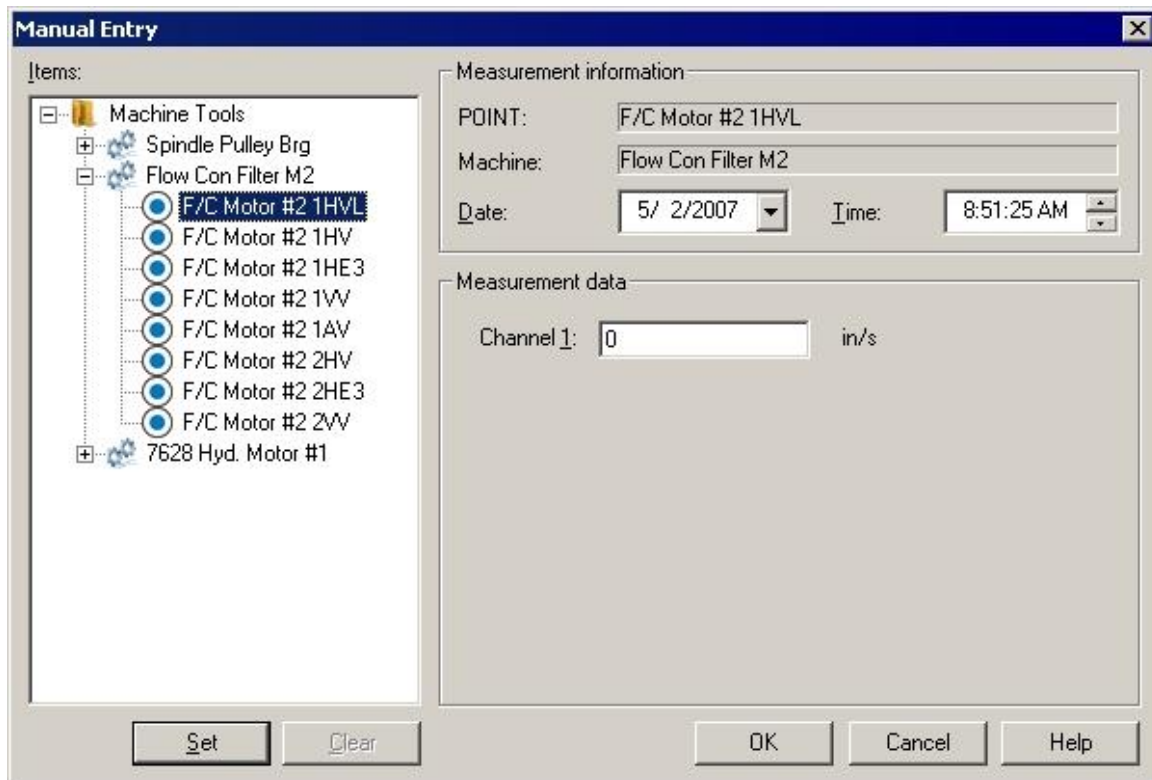 Manual Entry
Items:
Machine Tools
Spindle Pulley Brg
Flow Con Filter M2
F/C Motor #2 1HVL
F/C Motor #2 1HV
F/C Motor #2 1HE3
F/C Motor #2 1VV
F/C Motor #2 1AV
F/C Motor #2 2HV
F/C Motor #2 2HE3
F/C Motor #2 2VV
7628 Hyd. Motor #1
Set
Clear
Measurement information
POINT: F/C Motor #2 1HVL
Machine: Flow Con Filter M2
Date: 5/ 2/2007 Time: 8:51:25 AM
Measurement data
Channel 1: 0 in/s
OK
Cancel
Help